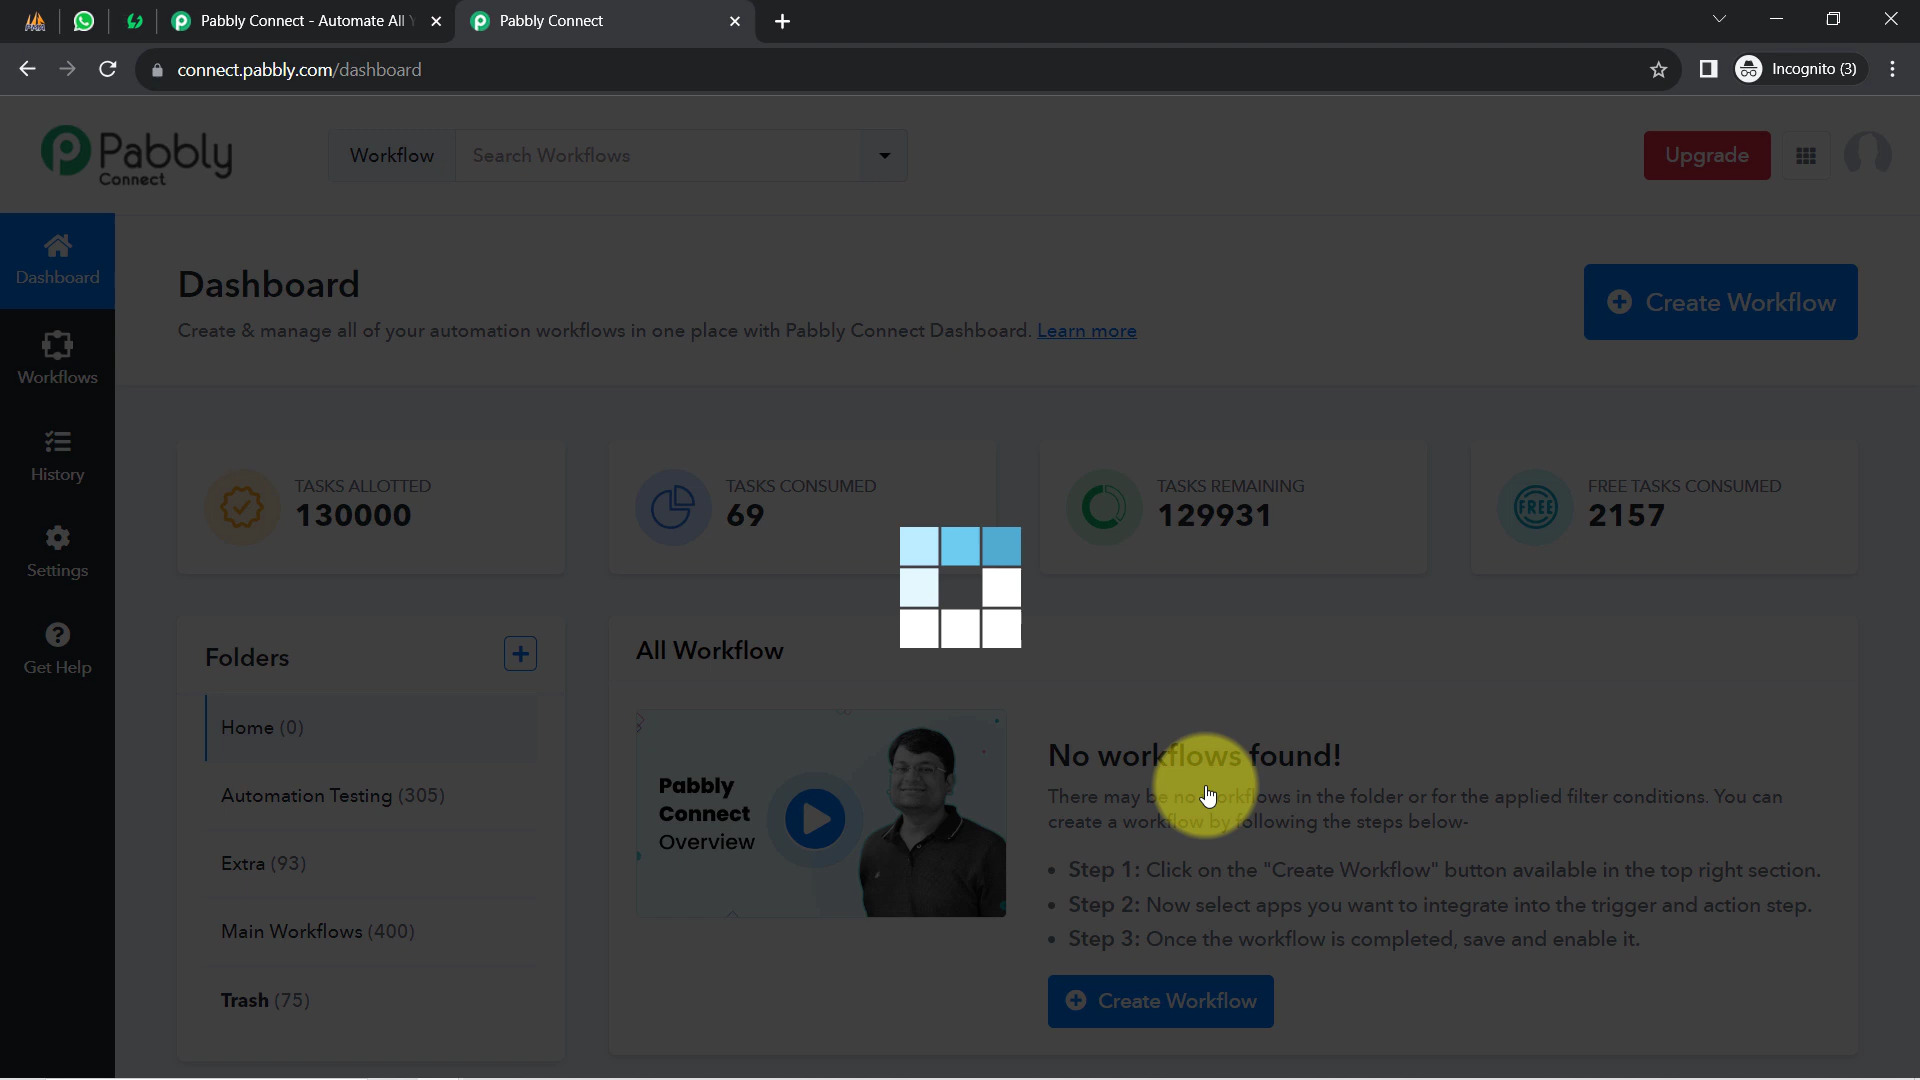 Pabbly Connect - Automate All
Pabbly Connect
connect.pabbly.com/dashboard
Incognito (3)
Pabbly
Connect
Workflow
Search Workflows
Upgrade
Dashboard
Workflows
History
Settings
Get Help
Dashboard
Create & manage all of your automation workflows in one place with Pabbly Connect Dashboard. Learn more
Create Workflow
TASKS ALLOTTED
130000
TASKS CONSUMED
69
TASKS REMAINING
129931
FREE
FREE TASKS CONSUMED
2157
Folders
Home (0)
Automation Testing (305)
Extra (93)
Main Workflows (400)
Trash (75)
All Workflow
Pabbly
Connect
Overview
No workflows found!
There may be no workflows in the folder or for the applied filter conditions. You can
create a workflow by following the steps below-
• Step 1: Click on the "Create Workflow" button available in the top right section.
• Step 2: Now select apps you want to integrate into the trigger and action step.
• Step 3: Once the workflow is completed, save and enable it.
Create Workflow